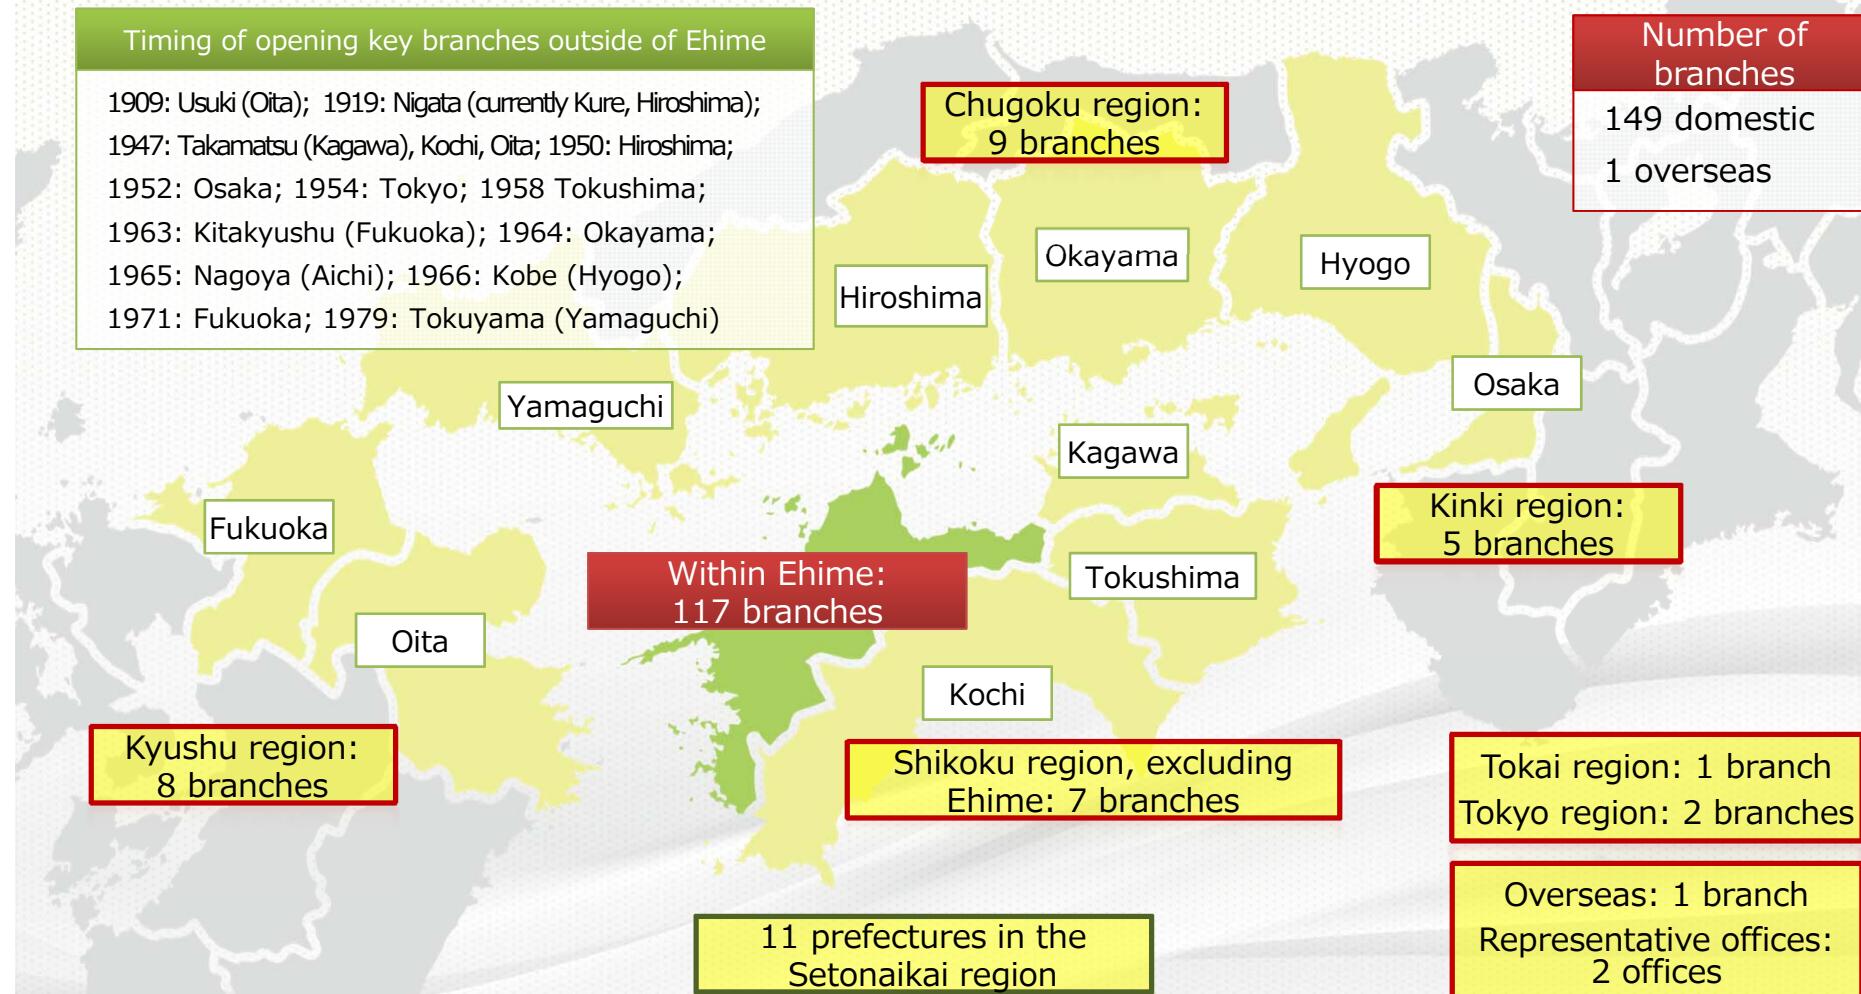 Timing of opening key branches outside of Ehime
1909: Usuki (Oita); 1919: Nigata (currently Kure, Hiroshima);
1947: Takamatsu (Kagawa), Kochi, Oita; 1950: Hiroshima;
1952: Osaka; 1954: Tokyo; 1958 Tokushima;
1963: Kitakyushu (Fukuoka); 1964: Okayama;
1965: Nagoya (Aichi); 1966: Kobe (Hyogo);
1971: Fukuoka; 1979: Tokuyama (Yamaguchi)
Number of
branches
149 domestic
1 overseas
Chugoku region:
9 branches
Okayama
Hyogo
Hiroshima
Osaka
Yamaguchi
Kagawa
Kinki region:
5 branches
Fukuoka
Within Ehime:
117 branches
Tokushima
Oita
Kochi
Kyushu region:
8 branches
Shikoku region, excluding
Ehime: 7 branches
Tokai region: 1 branch
Tokyo region: 2 branches
Overseas: 1 branch
Representative offices:
2 offices
11 prefectures in the
Setonaikai region